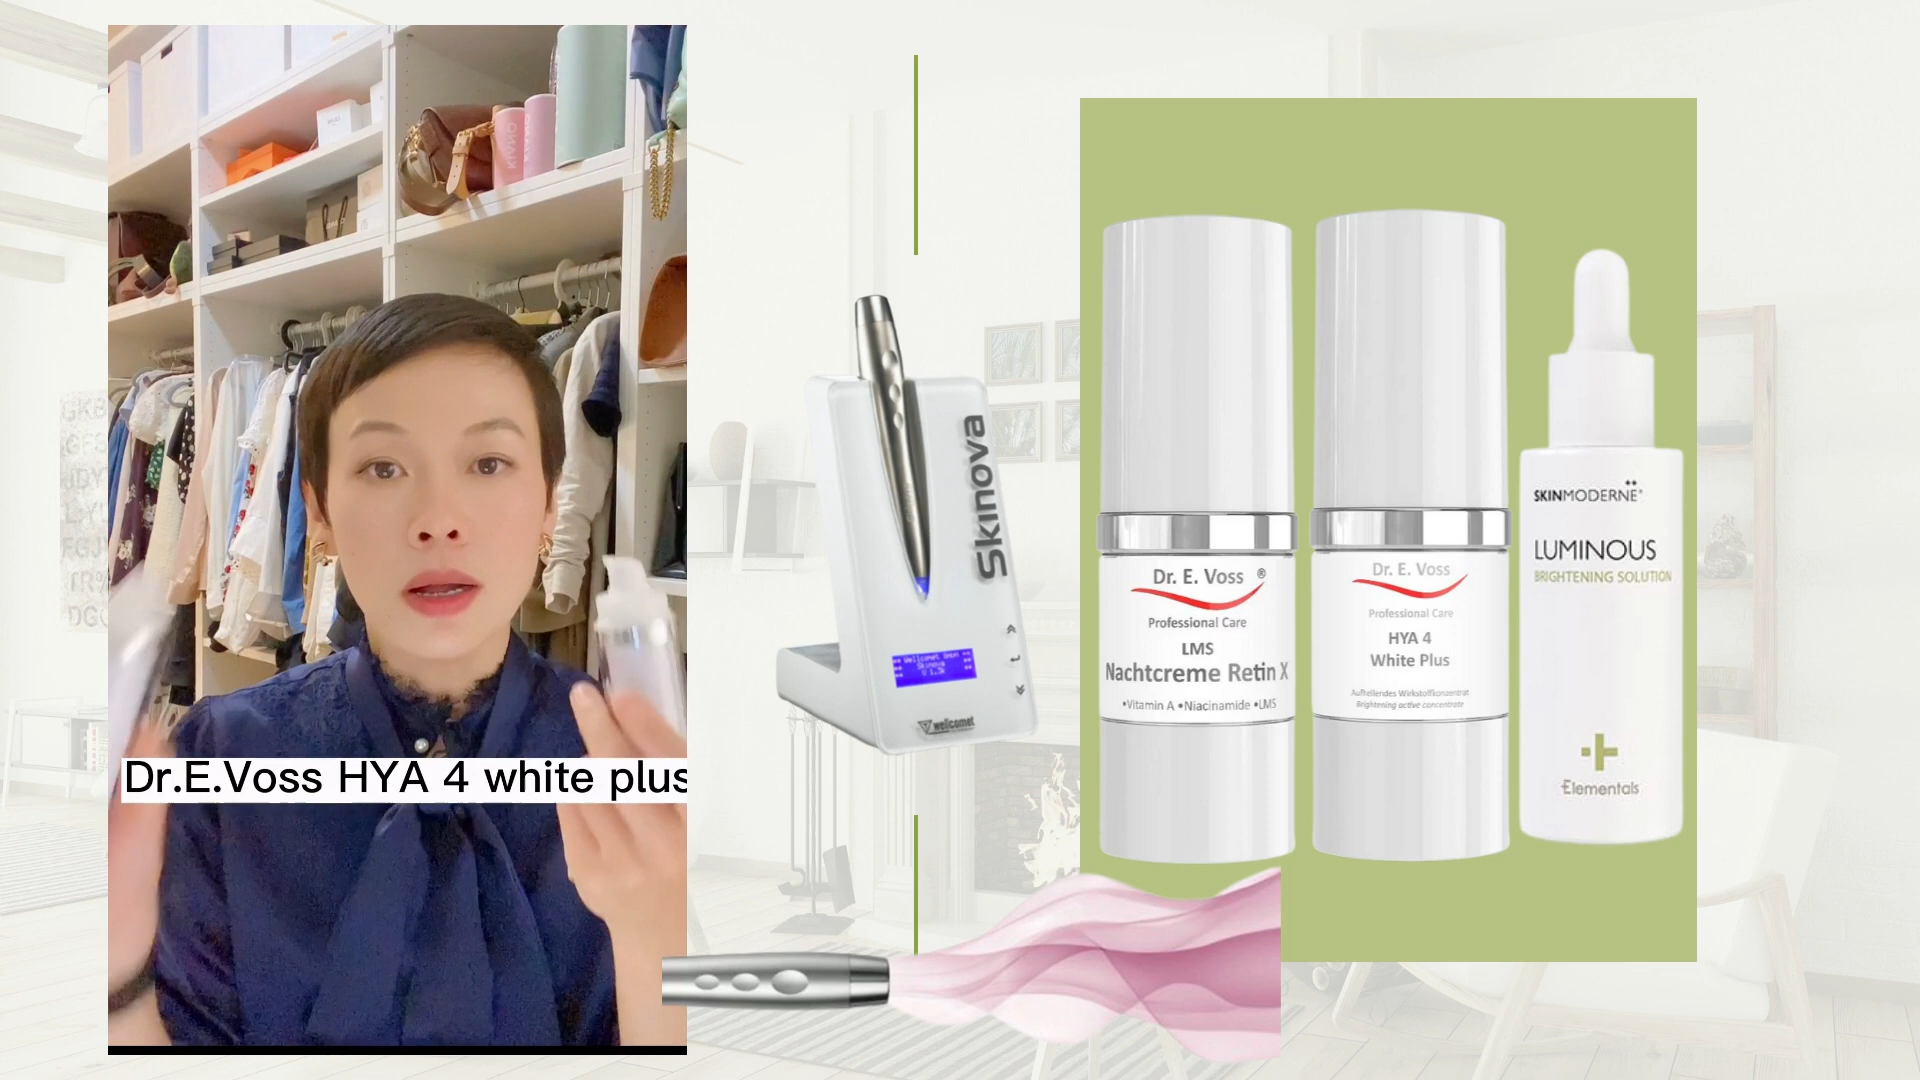 Dr.E.Voss HYA 4 white plus
Skinova
wellcomet
Dr. E. Voss ®
Professional Care
LMS
Nachtcreme Retin X
•Vitamin A •Niacinamide •LMS
Dr. E. Voss
Professional Care
HYA 4
White Plus
Aufhellendes Wirkstoffkonzentrat
Brightening active concentrate
SKINMODERNË
LUMINOUS
BRIGHTENING SOLUTION
Elementals